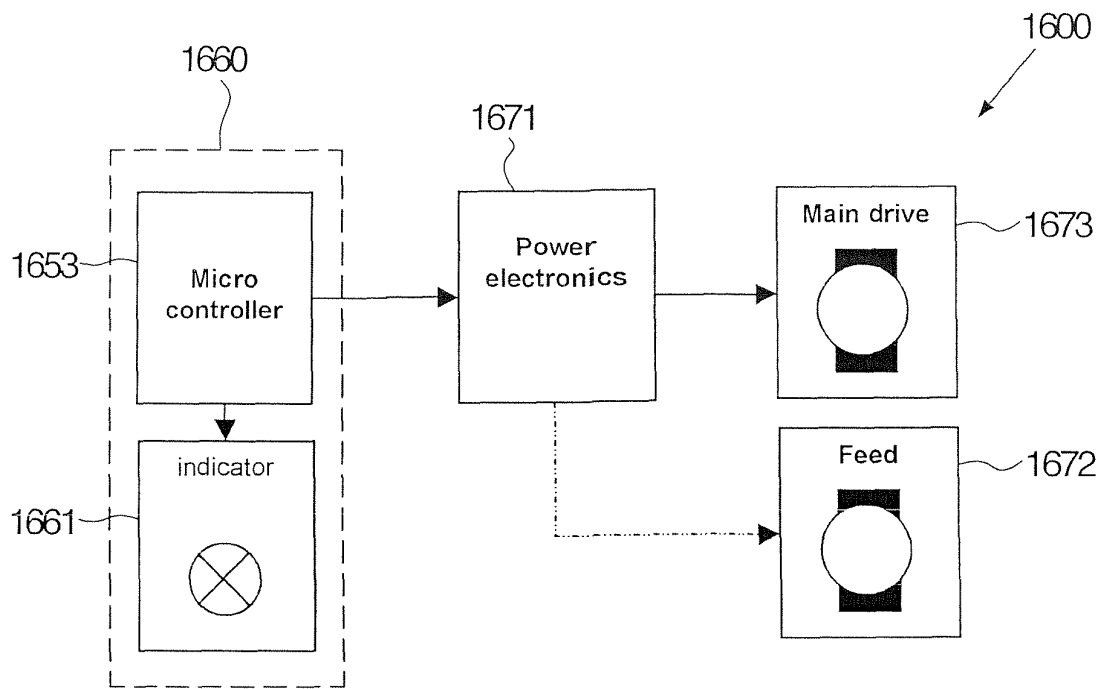 1600
1660
1671
Main drive
1673
Power
electronics
1653
Micro
controller
Feed
1672
indicator
1661